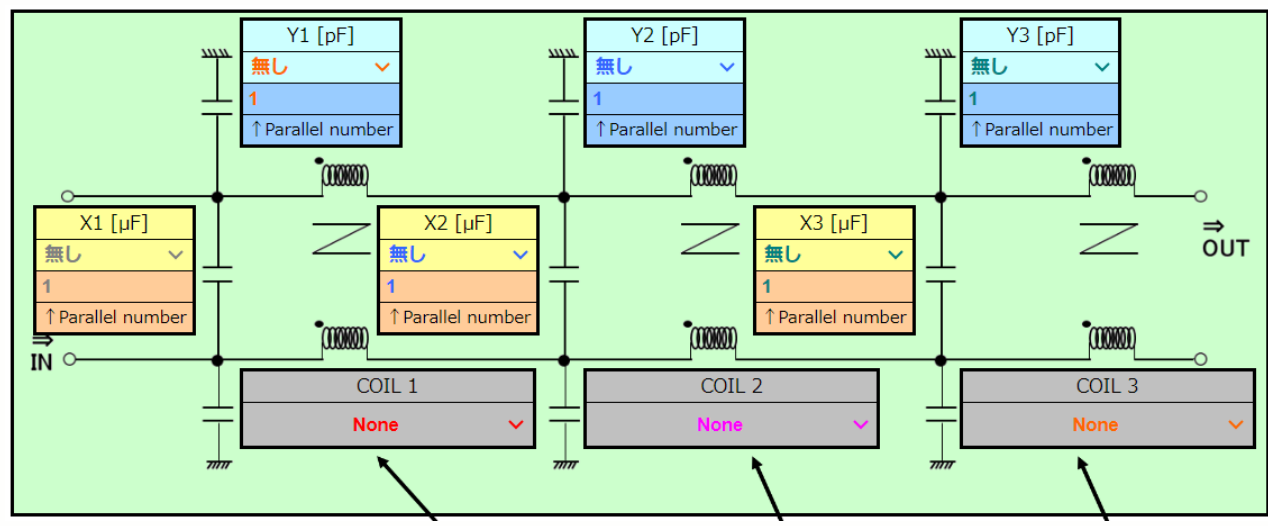 Y1 [pF]
無し
1
↑Parallel number
Y2 [pF]
無し
1
↑Parallel number
Y3 [pF]
無し
1
↑Parallel number
X1 [μF]
無し
1
↑Parallel number
X2 [μF]
無し
1
↑Parallel number
X3 [μF]
無し
1
↑Parallel number
⇒
OUT
⇒
IN
COIL 1
None
COIL 2
None
COIL 3
None